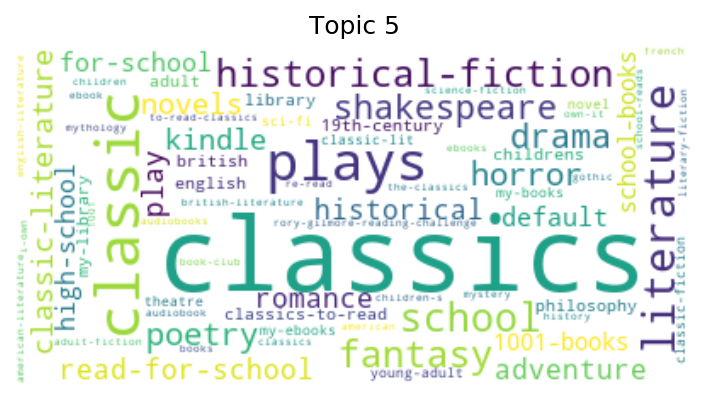 Topic 5
for-school
children
adult
ebook
historical-fiction
science-fiction
french
novels
library
to-read-classics
sci-fi
shakespeare
novel
own-it
mythology
19th-century
classic-lit
drama
kindle
british
english
plays
ebooks
childrens
horror
gothic
re-read
the-classics
my-books
british-literature
historical
default
audiobooks
rory-gilmore-reading-challenge
classics
book-club
theatre
audiobook
romance
children-s
mystery
philosophy
history
classics-to-read
school
poetry
my-ebooks
american
adult-fiction
books
classics
fantasy
1001-books
read-for-school
young-adult
adventure
english-literature
classic-literature
american-literature
i-own
high-school
my-library
1001
classic
play
school-books
school-reads
literature
literary-fiction
classic-fiction